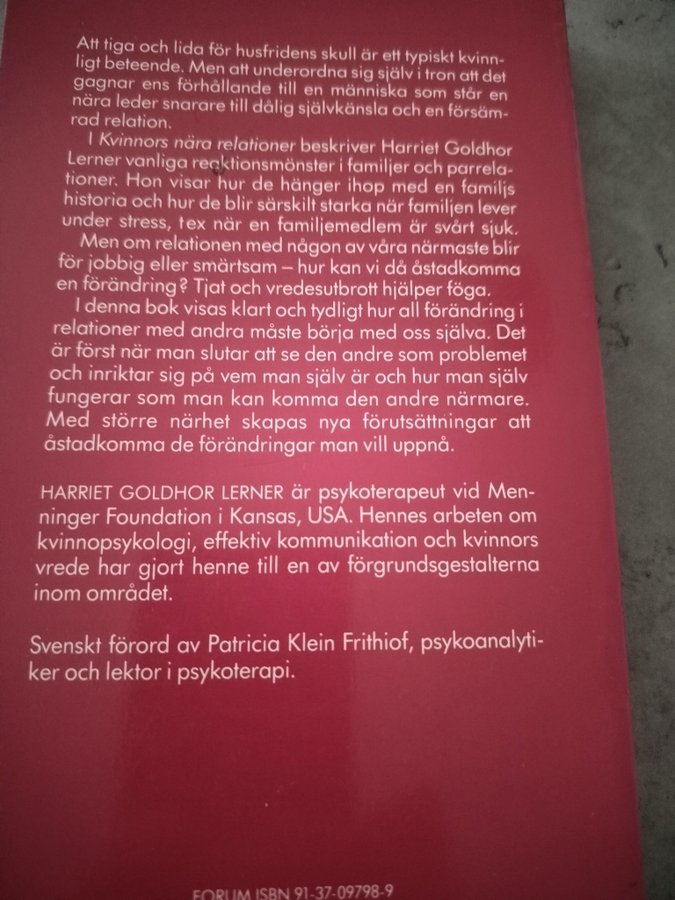 Att tiga och lida för husfridens skull är ett typiskt kvinn-
ligt beteende. Men att underordna sig själv i tron att det
gagnar ens förhållande till en människa som står en
nära leder snarare till dålig självkänsla och en försäm-
rad relation.
I Kvinnors nära relationer beskriver Harriet Goldhor
Lerner vanliga reaktionsmönster i familjer och parrela-
tioner. Hon visar hur de hänger ihop med en familjs
historia och hur de blir särskilt starka när familjen lever
under stress, t ex när en familjemedlem är svårt sjuk.
Men om relationen med någon av våra närmaste blir
för jobbig eller smärtsam – hur kan vi då åstadkomma
en förändring? Tjat och vredesutbrott hjälper föga.
I denna bok visas klart och tydligt hur all förändring i
relationer med andra måste börja med oss själva. Det
är först när man slutar att se den andre som problemet
och inriktar sig på vem man själv är och hur man själv
fungerar som man kan komma den andre närmare.
Med större närhet skapas nya förutsättningar att
åstadkomma de förändringar man vill uppnå.
HARRIET GOLDHOR LERNER är psykoterapeut vid Men-
ninger Foundation i Kansas, USA. Hennes arbeten om
kvinnopsykologi, effektiv kommunikation och kvinnors
vrede har gjort henne till en av förgrundsgestalterna
inom området.
Svenskt förord av Patricia Klein Frithiof, psykoanalyti-
ker och lektor i psykoterapi.
FORUM ISBN 91-37-09798-9